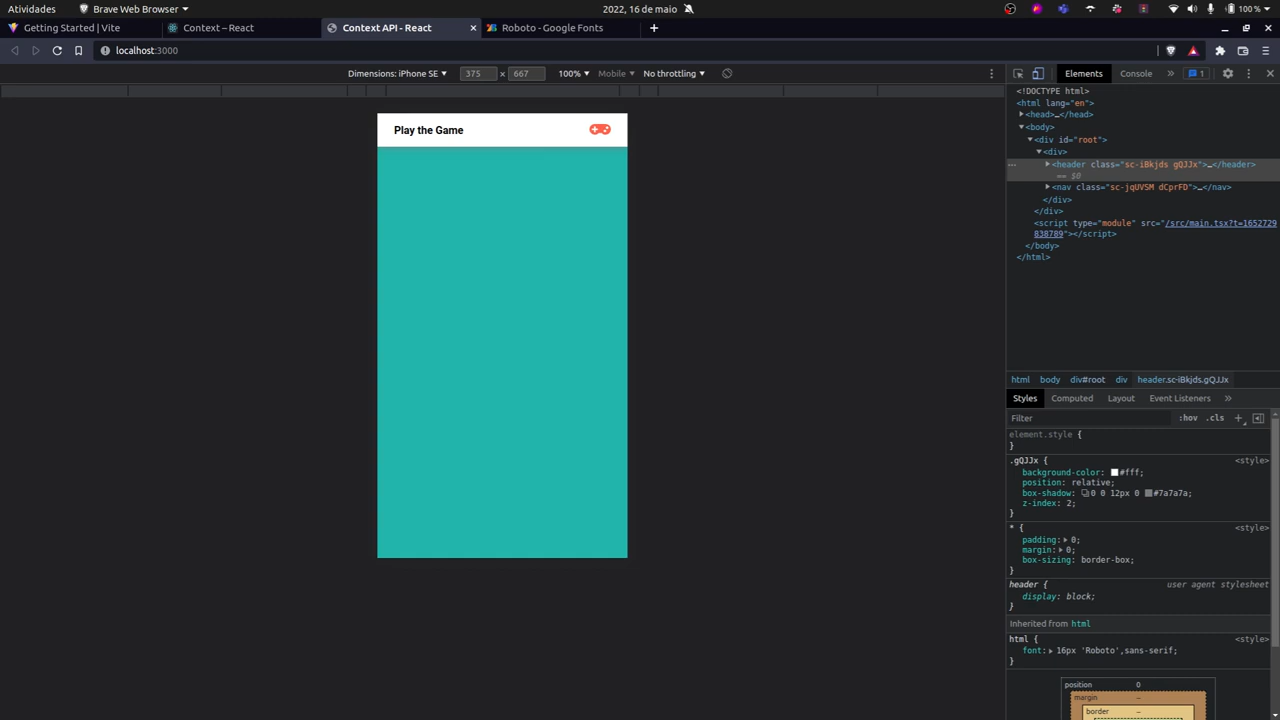 Atividades Brave Web Browser 2022, 16 de maio 100 %
Getting Started | Vite Context – React Context API - React Roboto - Google Fonts
localhost:3000
Dimensions: iPhone SE 375 x 667 100% Mobile No throttling
Elements Console » 1
Play the Game
<!DOCTYPE html>
<html lang="en">
<head>…</head>
<body>
<div id="root">
<div>
<header class="sc-iBkjds gQJJx">…</header>
== $0
<nav class="sc-jqUVSM dCprFD">…</nav>
</div>
</div>
<script type="module" src="/src/main.tsx?t=1652729
838789"></script>
</body>
</html>
html body div#root div header.sc-iBkjds.gQJJx
Styles Computed Layout Event Listeners »
Filter :hov .cls +
element.style {
}
.gQJJx { <style>
background-color: #fff;
position: relative;
box-shadow: 0 0 12px 0 #7a7a7a;
z-index: 2;
}
* { <style>
padding: 0;
margin: 0;
box-sizing: border-box;
}
header { user agent stylesheet
display: block;
}
Inherited from html
html { <style>
font: 16px 'Roboto',sans-serif;
}
position 0
margin –
border –